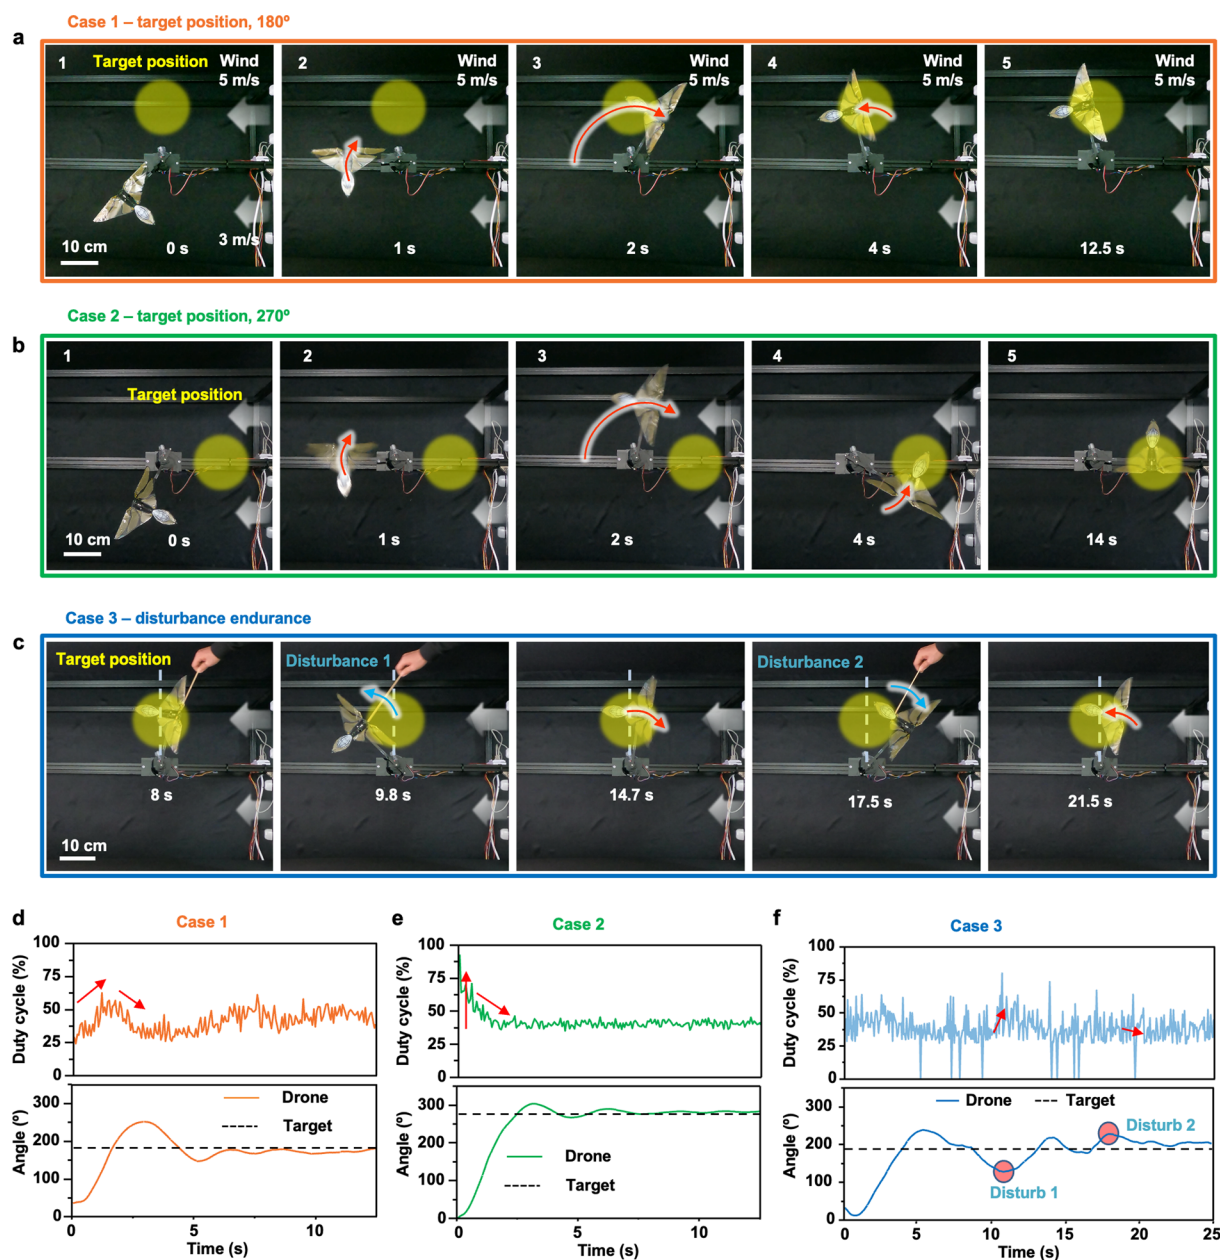 Case 1 – target position, 180º
a
1
Target position
Wind
5 m/s
3 m/s
10 cm
0 s
2
Wind
5 m/s
1 s
3
Wind
5 m/s
2 s
4
Wind
5 m/s
4 s
5
Wind
5 m/s
12.5 s
Case 2 – target position, 270º
b
1
Target position
10 cm
0 s
2
1 s
3
2 s
4
4 s
5
14 s
Case 3 – disturbance endurance
c
Target position
8 s
10 cm
Disturbance 1
9.8 s
14.7 s
Disturbance 2
17.5 s
21.5 s
d
Case 1
Duty cycle (%)
100
75
50
25
0
Angle (º)
300
200
100
0
Drone
Target
0
5
10
Time (s)
e
Case 2
Duty cycle (%)
100
75
50
25
0
Angle (º)
300
200
100
0
Drone
Target
0
5
10
Time (s)
f
Case 3
Duty cycle (%)
100
75
50
25
0
Angle (º)
300
200
100
0
Drone
Target
Disturb 1
Disturb 2
0
5
10
15
20
25
Time (s)